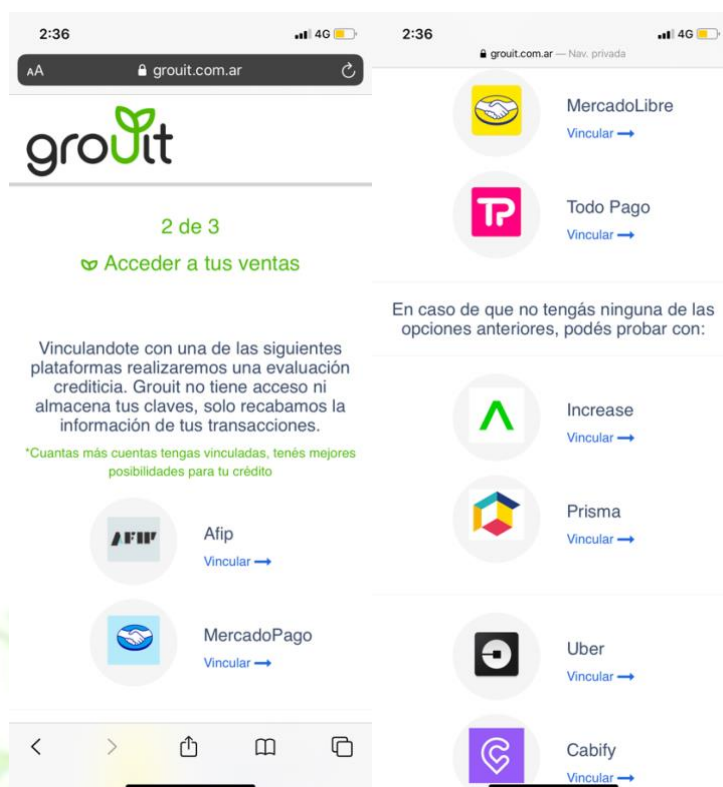 2:36
4G
AA
grouit.com.ar
grouit
2 de 3
Acceder a tus ventas
Vinculandote con una de las siguientes
plataformas realizaremos una evaluación
crediticia. Grouit no tiene acceso ni
almacena tus claves, solo recabamos la
información de tus transacciones.
*Cuantas más cuentas tengas vinculadas, tenés mejores
posibilidades para tu crédito
AFIP
Afip
Vincular
MercadoPago
Vincular
2:36
4G
grouit.com.ar — Nav. privada
MercadoLibre
Vincular
TP
Todo Pago
Vincular
En caso de que no tengás ninguna de las
opciones anteriores, podés probar con:
Increase
Vincular
Prisma
Vincular
Uber
Vincular
Cabify
Vincular